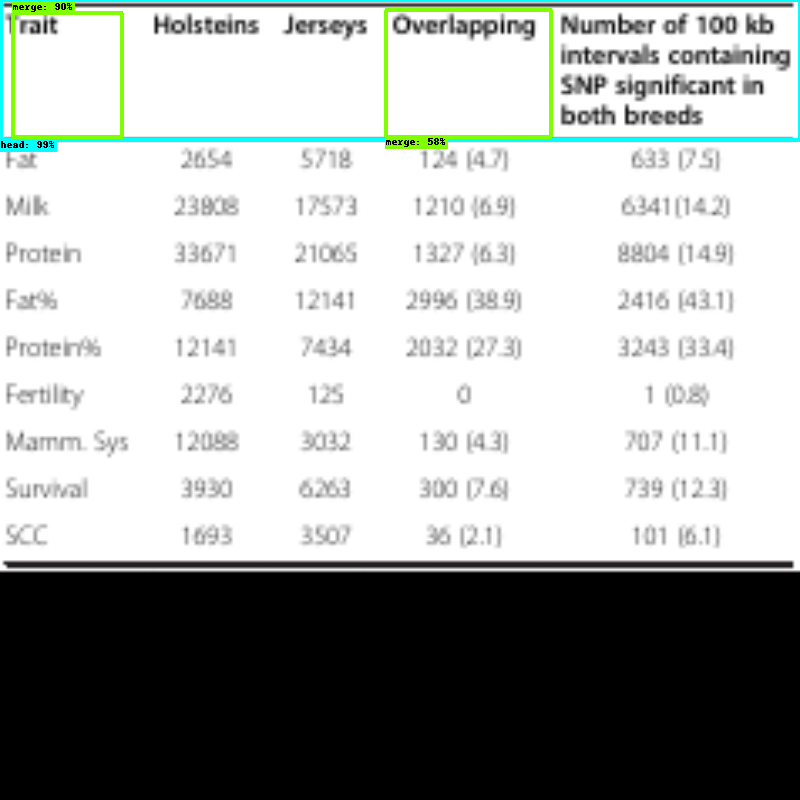 merge: 90%
Trait Holsteins Jerseys Overlapping Number of 100 kb
intervals containing
SNP significant in
both breeds
merge: 58%
head: 99%
Fat 2654 5718 124 (4.7) 633 (7.5)
Milk 23808 17573 1210 (6.9) 6341(14.2)
Protein 33671 21065 1327 (6.3) 8804 (14.9)
Fat% 7688 12141 2996 (38.9) 2416 (43.1)
Protein% 12141 7434 2032 (27.3) 3243 (33.4)
Fertility 2276 125 0 1 (0.8)
Mamm. Sys 12088 3032 130 (4.3) 707 (11.1)
Survival 3930 6263 300 (7.6) 739 (12.3)
SCC 1693 3507 36 (2.1) 101 (6.1)